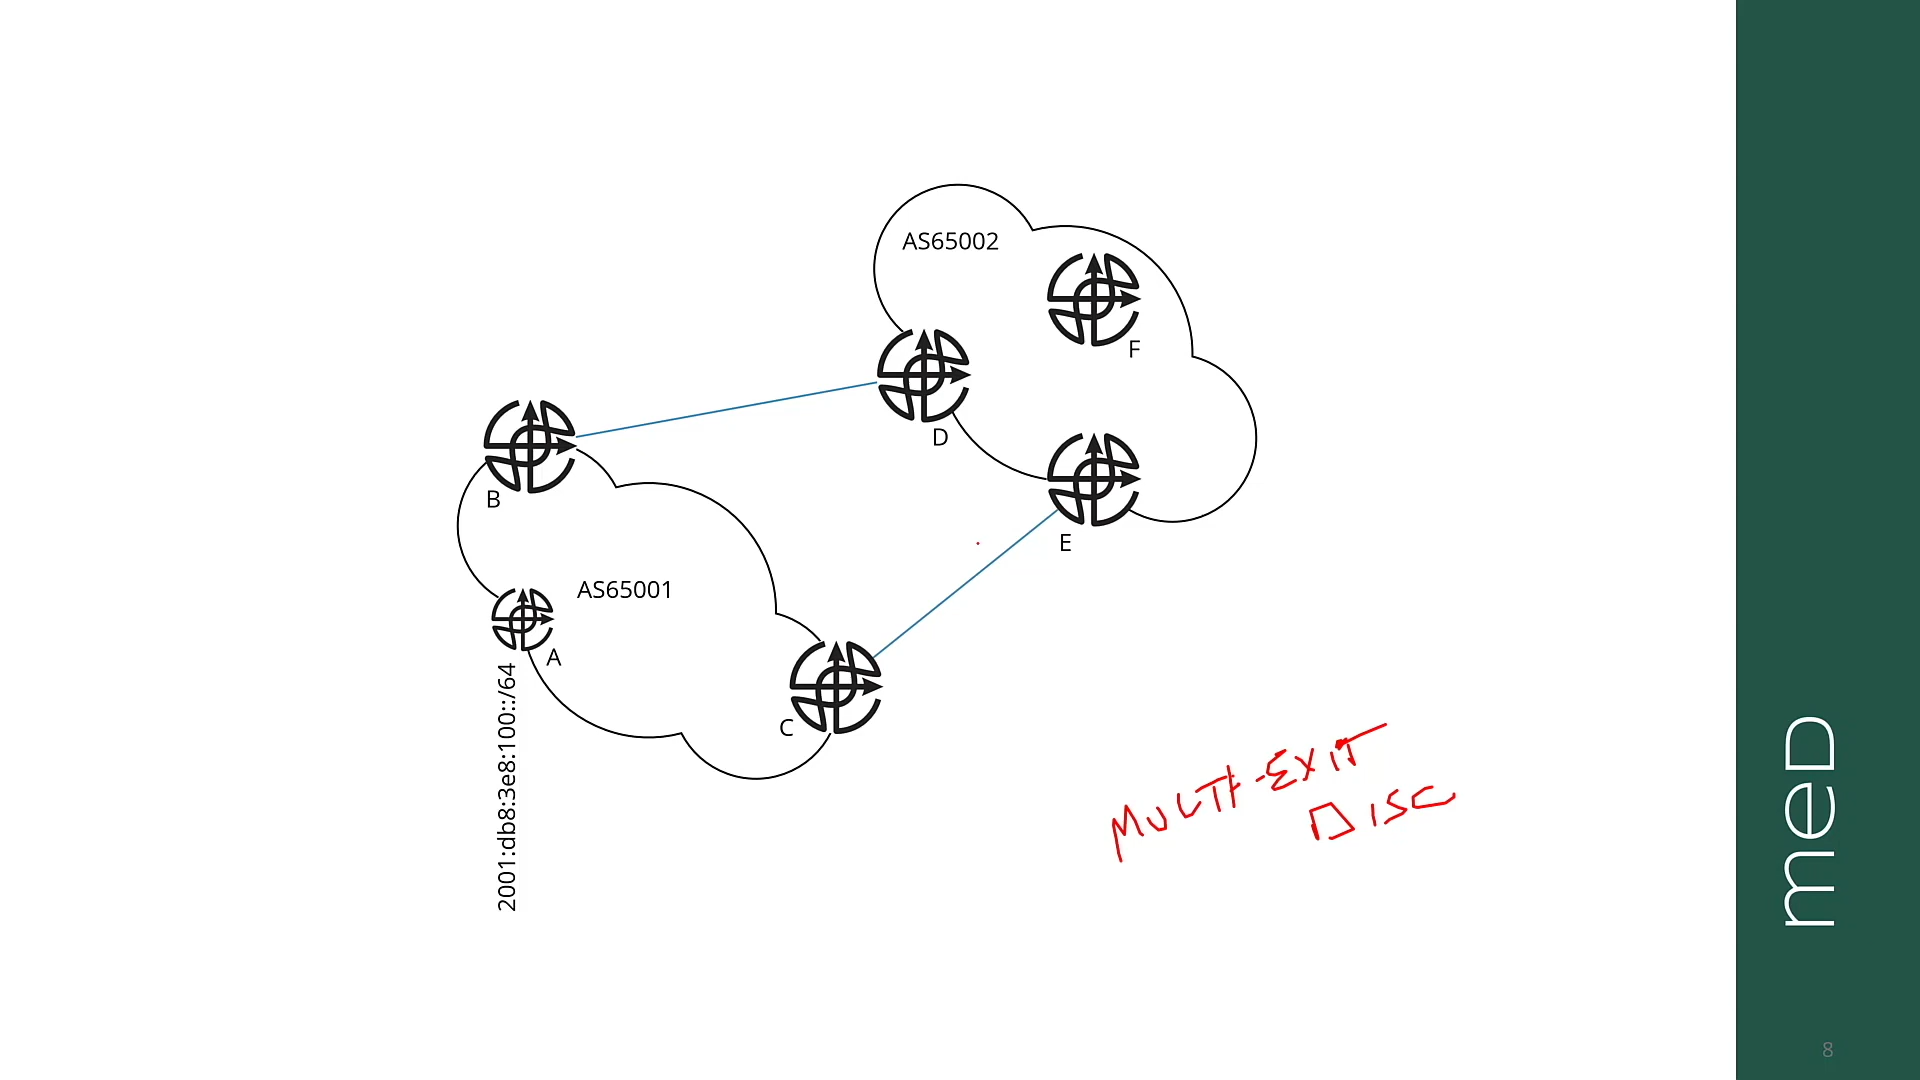 AS65002
F
D
B
E
AS65001
A
C
2001:db8:3e8:100::/64
MULTI-EXIT
DISC
meD
8